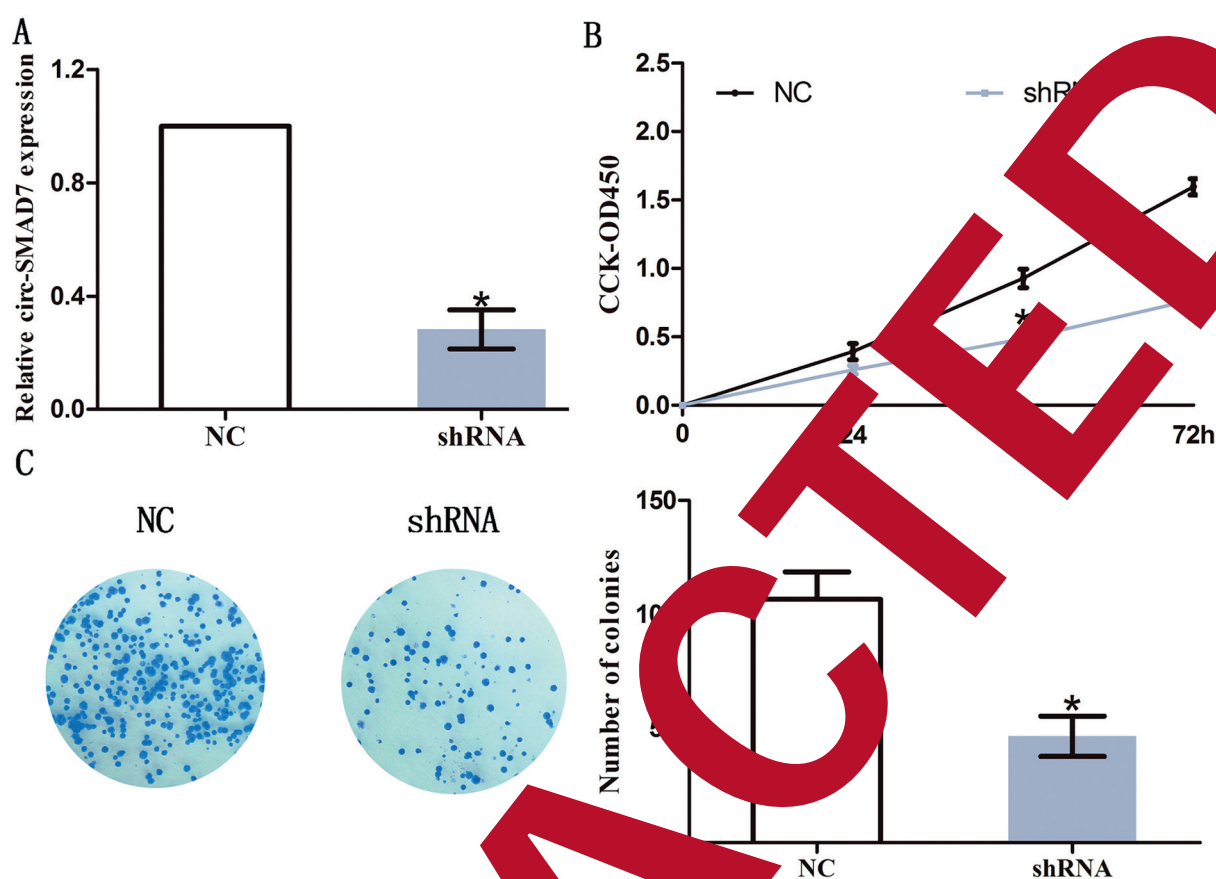 A
Relative circ-SMAD7 expression
1.2
0.8
0.4
0.0
*
NC
shRNA
B
CCK-OD450
2.5
2.0
1.5
1.0
0.5
0.0
NC
*
0
24
72h
C
NC
shRNA
Number of colonies
150
*
NC
shRNA
CTED